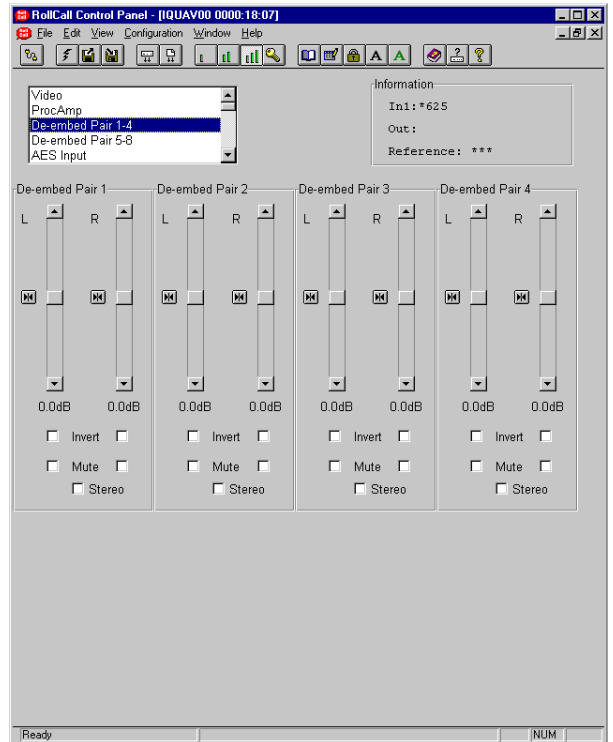 RollCall Control Panel - [IQUAV00 0000:18:07]
File Edit View Configuration Window Help
Video
ProcAmp
De-embed Pair 1-4
De-embed Pair 5-8
AES Input
Information
In1:*625
Out:
Reference: ***
De-embed Pair 1 De-embed Pair 2 De-embed Pair 3 De-embed Pair 4
L R L R L R L R
0.0dB 0.0dB 0.0dB 0.0dB 0.0dB 0.0dB 0.0dB 0.0dB
Invert Invert Invert Invert
Mute Mute Mute Mute
Stereo Stereo Stereo Stereo
Ready NUM